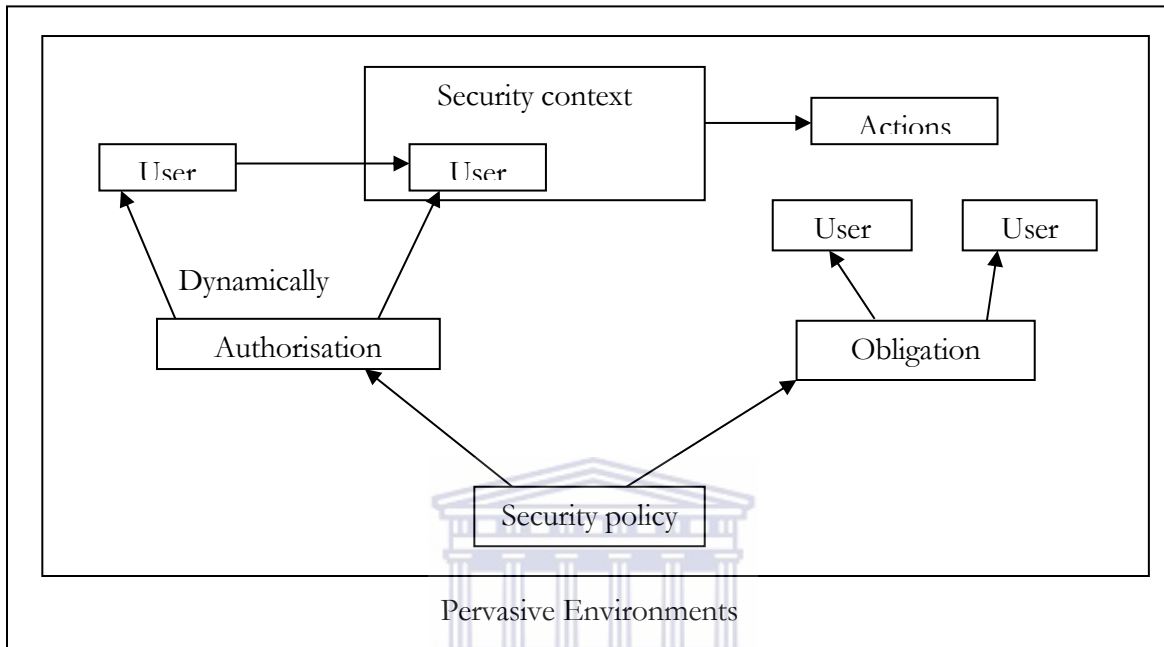 Security context
Actions
User
User
User
User
Dynamically
Authorisation
Obligation
Security policy
Pervasive Environments